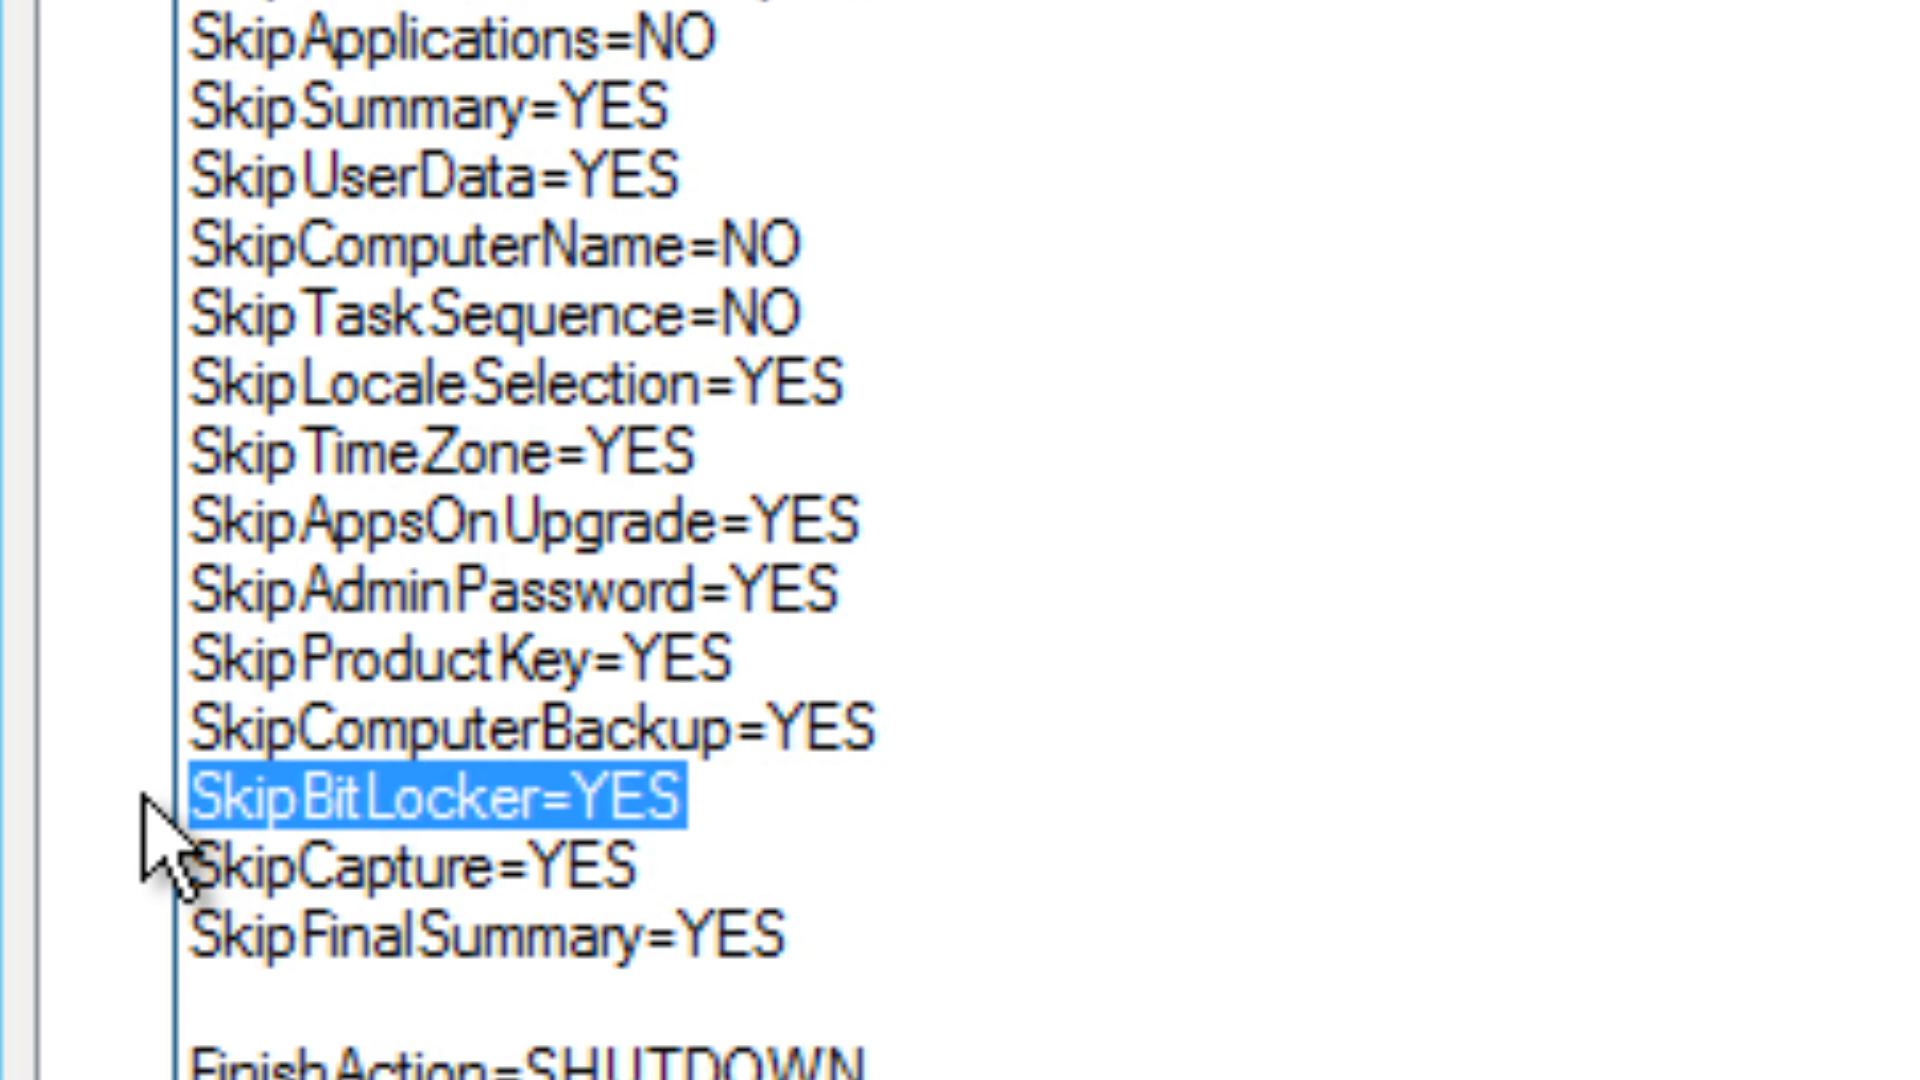 SkipApplications=NO
SkipSummary=YES
SkipUserData=YES
SkipComputerName=NO
SkipTaskSequence=NO
SkipLocaleSelection=YES
SkipTimeZone=YES
SkipAppsOnUpgrade=YES
SkipAdminPassword=YES
SkipProductKey=YES
SkipComputerBackup=YES
SkipBitLocker=YES
SkipCapture=YES
SkipFinalSummary=YES
FinishAction=SHUTDOWN